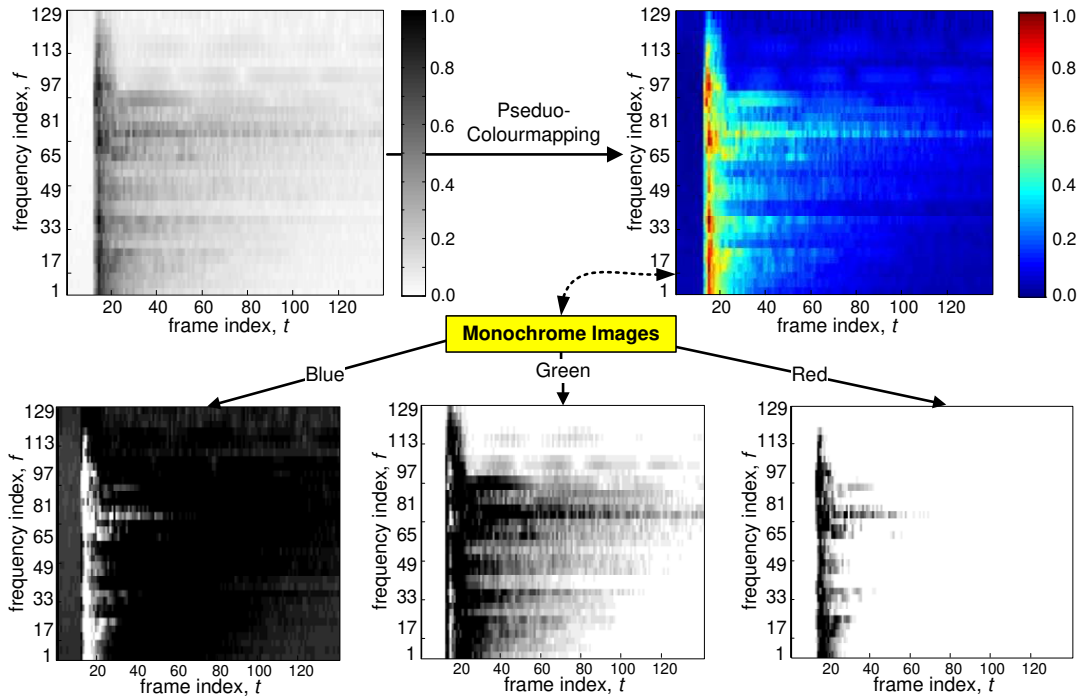 129
113
97
81
65
49
33
17
1
frequency index, f
20 40 60 80 100 120
frame index, t
1.0
0.8
0.6
0.4
0.2
0.0
Pseduo-
Colourmapping
129
113
97
81
65
49
33
17
1
frequency index, f
20 40 60 80 100 120
frame index, t
1.0
0.8
0.6
0.4
0.2
0.0
Monochrome Images
Blue
Green
Red
129
113
97
81
65
49
33
17
1
frequency index, f
20 40 60 80 100 120
frame index, t
129
113
97
81
65
49
33
17
1
frequency index, f
20 40 60 80 100 120
frame index, t
129
113
97
81
65
49
33
17
1
frequency index, f
20 40 60 80 100 120
frame index, t